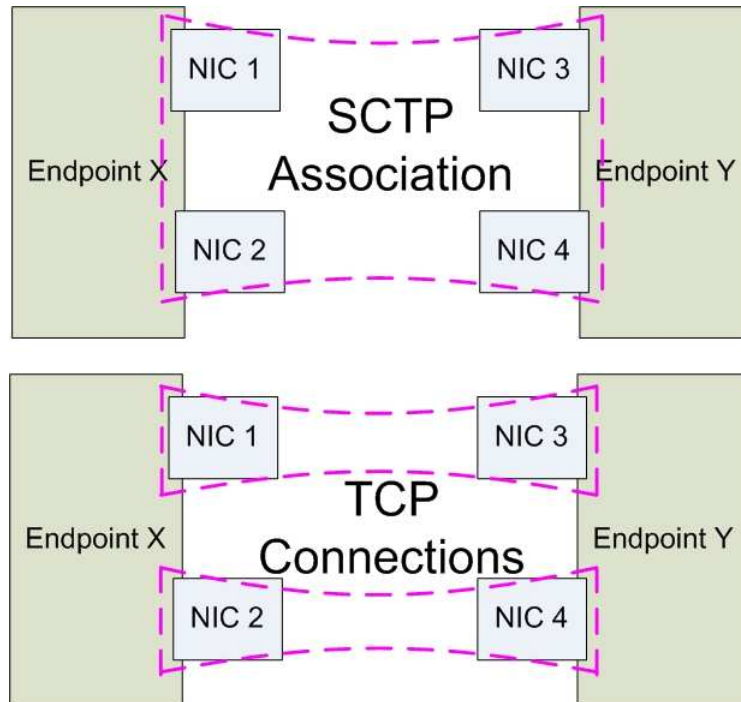 NIC 1
NIC 3
SCTP
Association
Endpoint X
Endpoint Y
NIC 2
NIC 4
NIC 1
NIC 3
TCP
Connections
Endpoint X
Endpoint Y
NIC 2
NIC 4